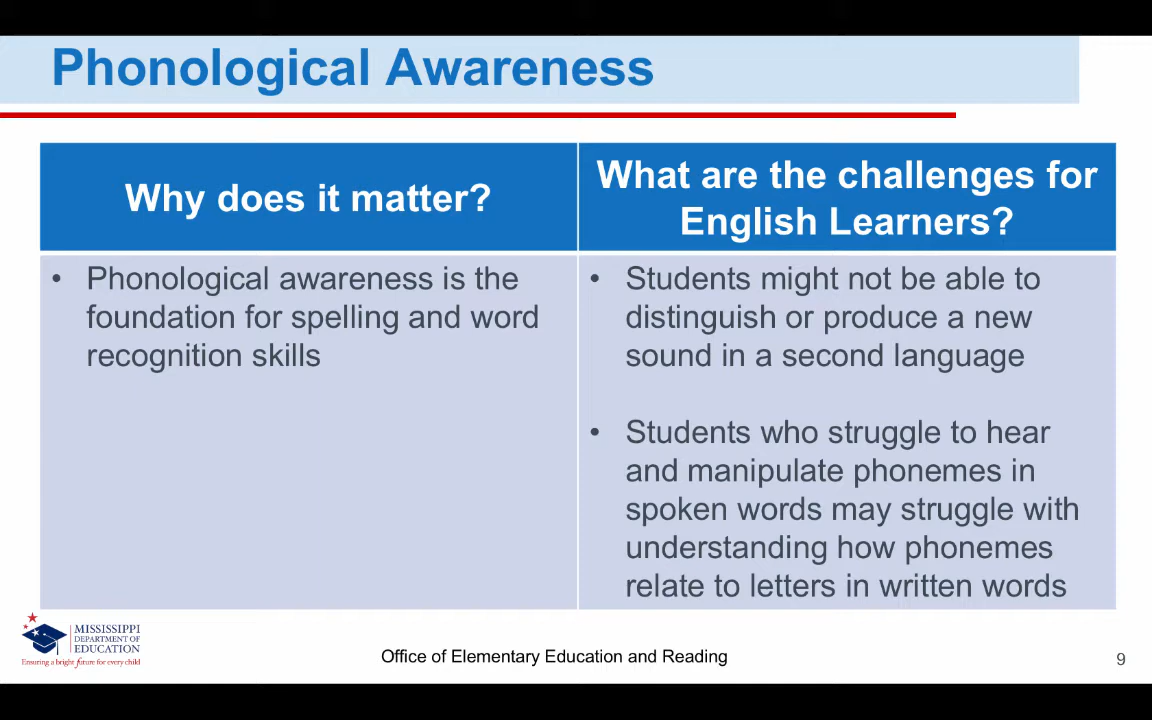 Phonological Awareness
Why does it matter?
What are the challenges for
English Learners?
• Phonological awareness is the
foundation for spelling and word
recognition skills
• Students might not be able to
distinguish or produce a new
sound in a second language
• Students who struggle to hear
and manipulate phonemes in
spoken words may struggle with
understanding how phonemes
relate to letters in written words
MISSISSIPPI
DEPARTMENT OF
EDUCATION
Ensuring a bright future for every child
Office of Elementary Education and Reading
9